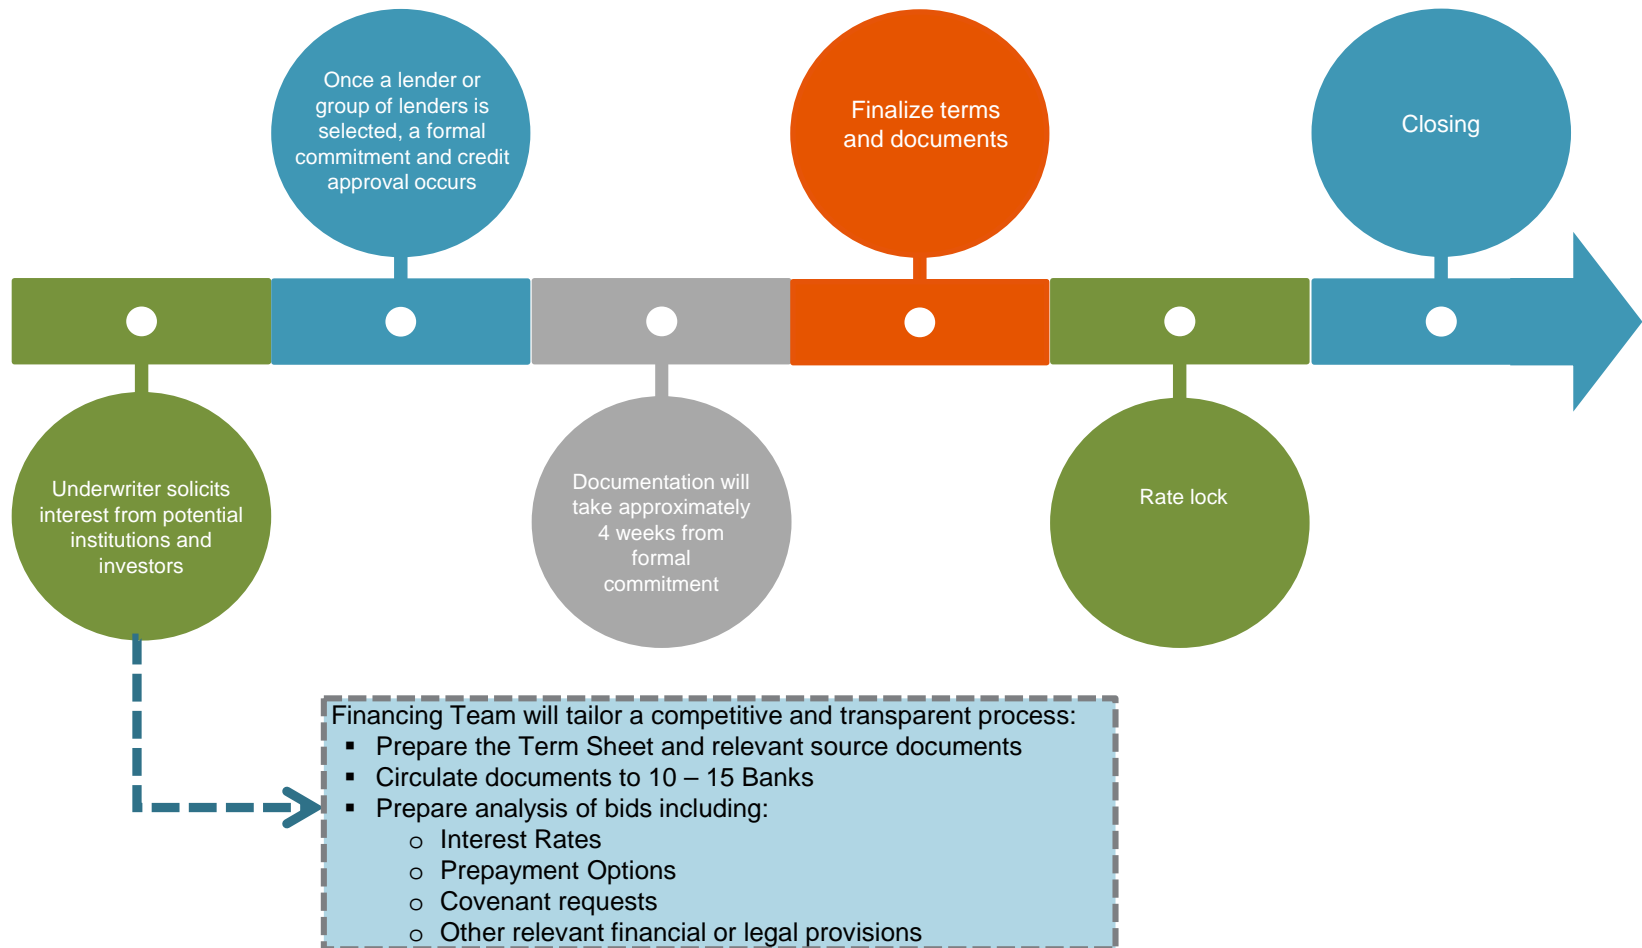 Once a lender or
group of lenders is
selected, a formal
commitment and credit
approval occurs
Finalize terms
and documents
Closing
Underwriter solicits
interest from potential
institutions and
investors
Documentation will
take approximately
4 weeks from
formal
commitment
Rate lock
Financing Team will tailor a competitive and transparent process:
▪ Prepare the Term Sheet and relevant source documents
▪ Circulate documents to 10 – 15 Banks
▪ Prepare analysis of bids including:
o Interest Rates
o Prepayment Options
o Covenant requests
o Other relevant financial or legal provisions